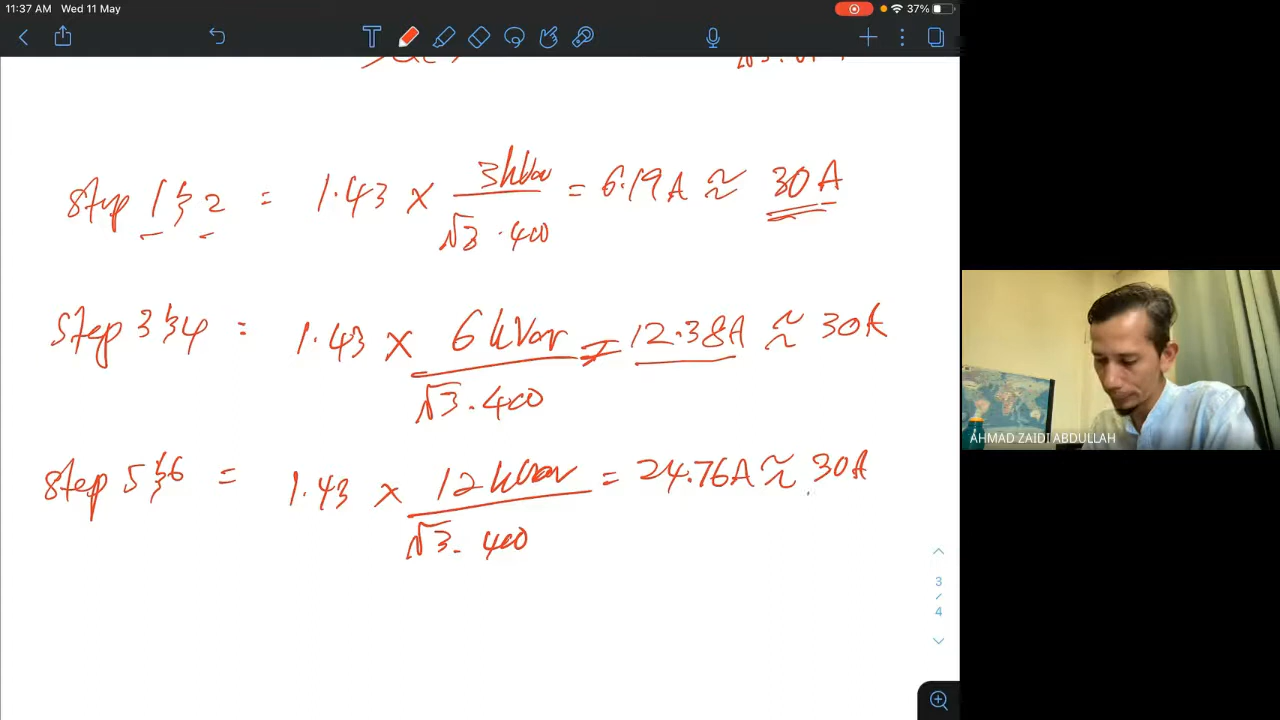 11:37 AM Wed 11 May
37%
Step 1 & 2 = 1.43 × 3kVar / √3 . 400 = 6.19A ≈ 30A
Step 3 & 4 = 1.43 × 6kVar / √3 . 400 = 12.38A ≈ 30A
Step 5 & 6 = 1.43 × 12kVar / √3 . 400 = 24.76A ≈ 30A
3
/
4
AHMAD ZAIDI ABDULLAH